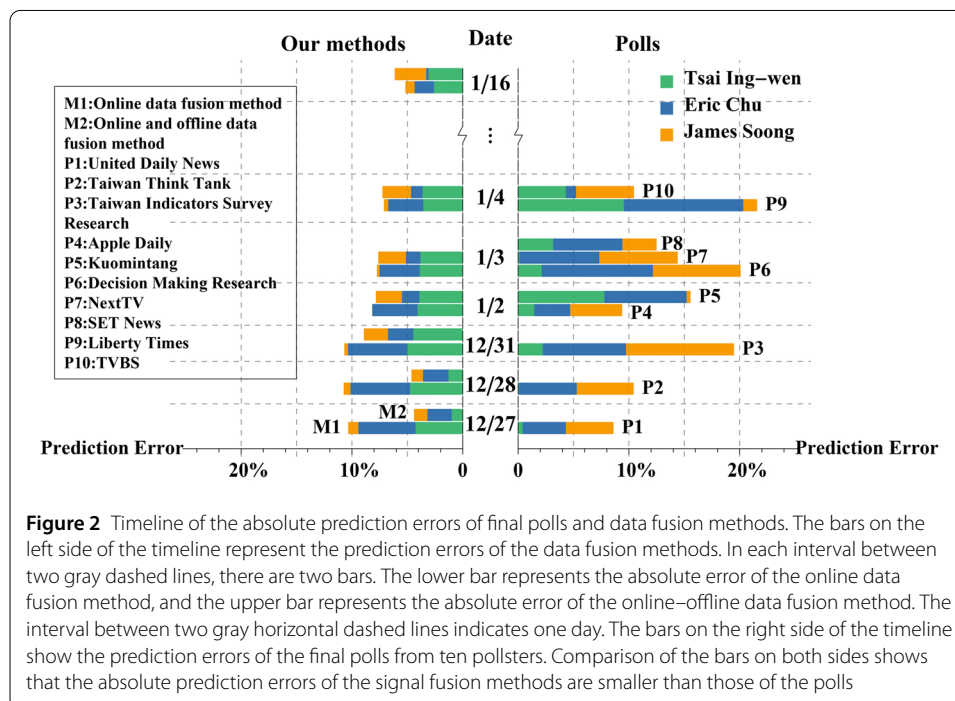 Our methods
Date
Polls
Tsai Ing–wen
Eric Chu
James Soong
M1:Online data fusion method
M2:Online and offline data
fusion method
P1:United Daily News
P2:Taiwan Think Tank
P3:Taiwan Indicators Survey
Research
P4:Apple Daily
P5:Kuomintang
P6:Decision Making Research
P7:NextTV
P8:SET News
P9:Liberty Times
P10:TVBS
1/16
⋮
1/4
P10
P9
1/3
P8
P7
P6
1/2
P5
P4
12/31
P3
12/28
P2
M2
M1
12/27
P1
Prediction Error
Prediction Error
20%
10%
0
0
10%
20%
Figure 2 Timeline of the absolute prediction errors of final polls and data fusion methods. The bars on the
left side of the timeline represent the prediction errors of the data fusion methods. In each interval between
two gray dashed lines, there are two bars. The lower bar represents the absolute error of the online data
fusion method, and the upper bar represents the absolute error of the online–offline data fusion method. The
interval between two gray horizontal dashed lines indicates one day. The bars on the right side of the timeline
show the prediction errors of the final polls from ten pollsters. Comparison of the bars on both sides shows
that the absolute prediction errors of the signal fusion methods are smaller than those of the polls